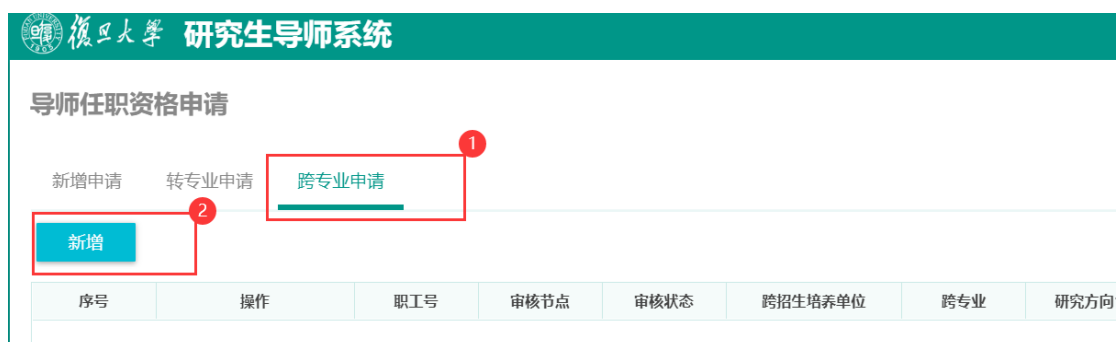 復旦大學 研究生导师系统
导师任职资格申请
1
新增申请 转专业申请 跨专业申请
2
新增
序号 操作 职工号 审核节点 审核状态 跨招生培养单位 跨专业 研究方向